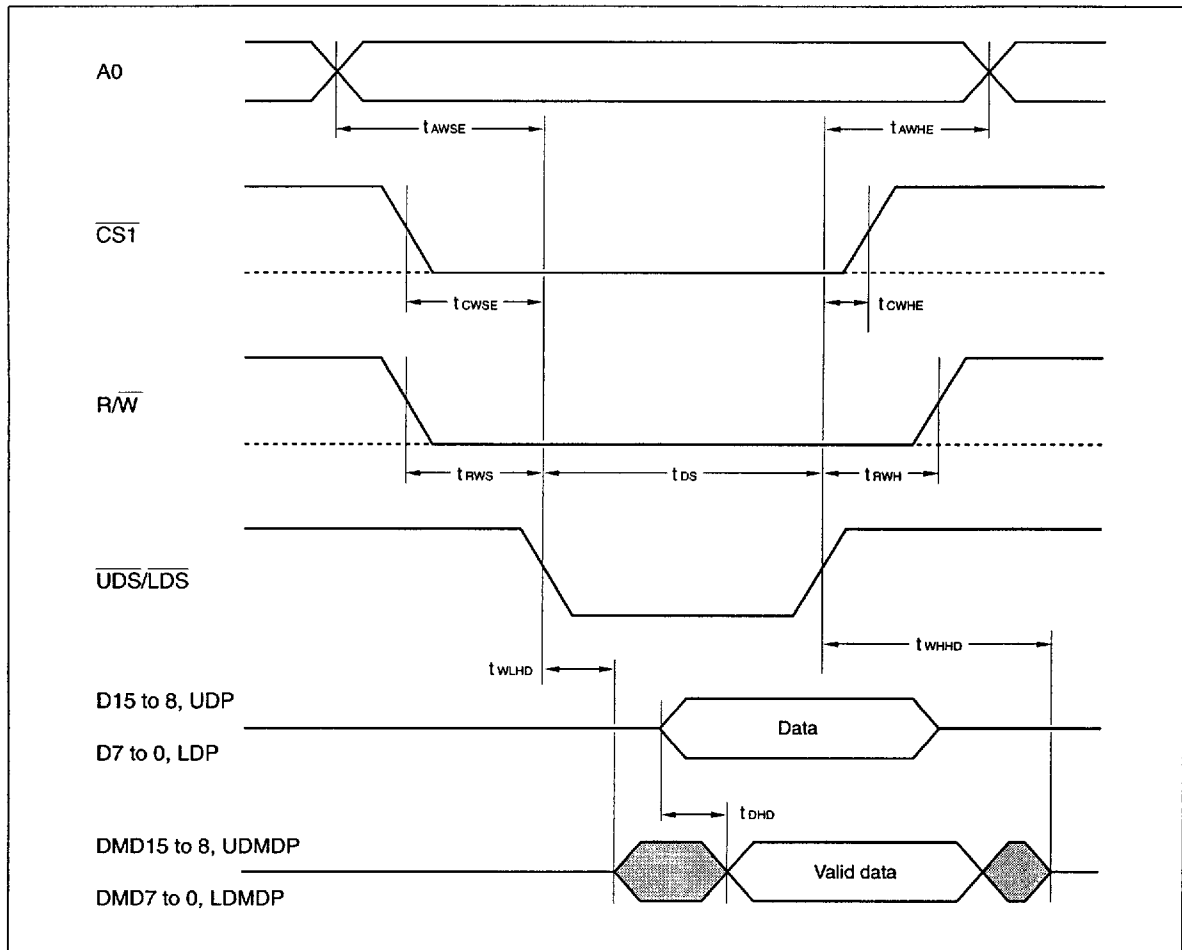 A0
t AWSE
t AWHE
CS1
t CWSE
t CWHE
R/W
t RWS
t DS
t RWH
UDS/LDS
t WHHD
t WLHD
D15 to 8, UDP
Data
D7 to 0, LDP
t DHD
DMD15 to 8, UDMDP
Valid data
DMD7 to 0, LDMDP